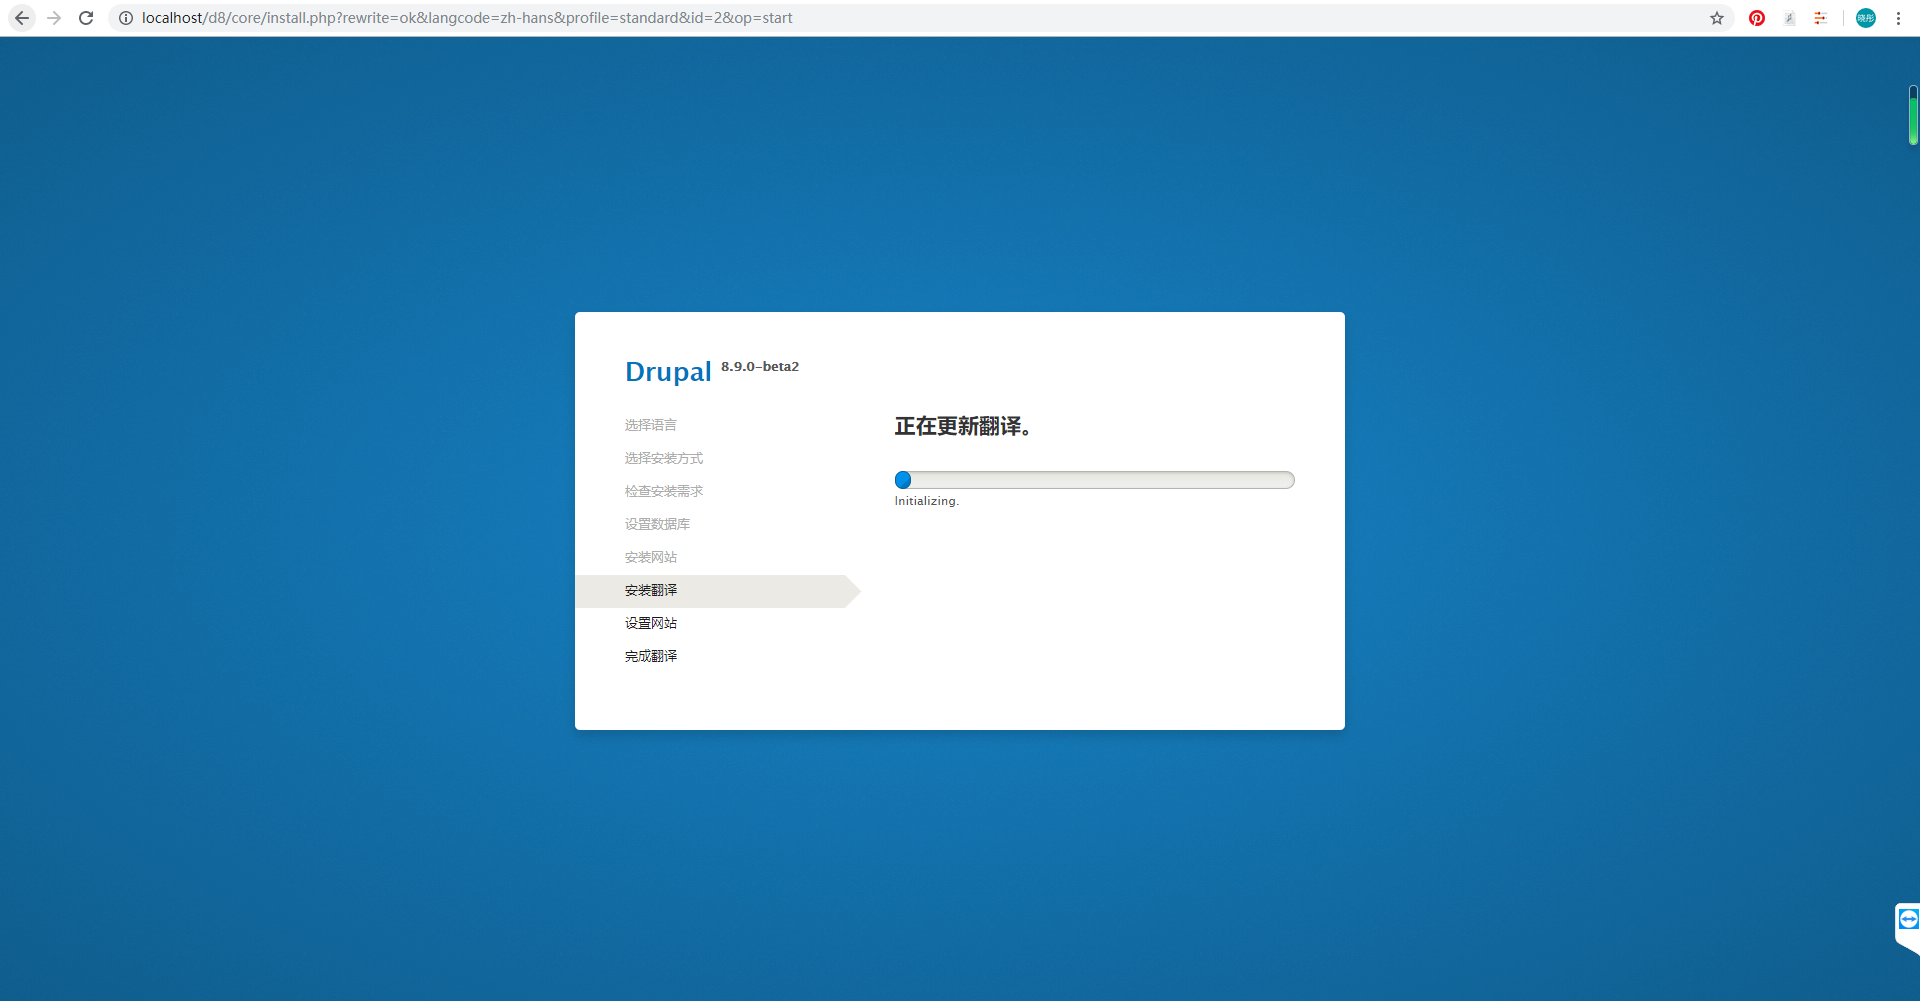 localhost/d8/core/install.php?rewrite=ok&langcode=zh-hans&profile=standard&id=2&op=start
晓彤
Drupal 8.9.0-beta2
选择语言
选择安装方式
检查安装需求
设置数据库
安装网站
安装翻译
设置网站
完成翻译
正在更新翻译。
Initializing.